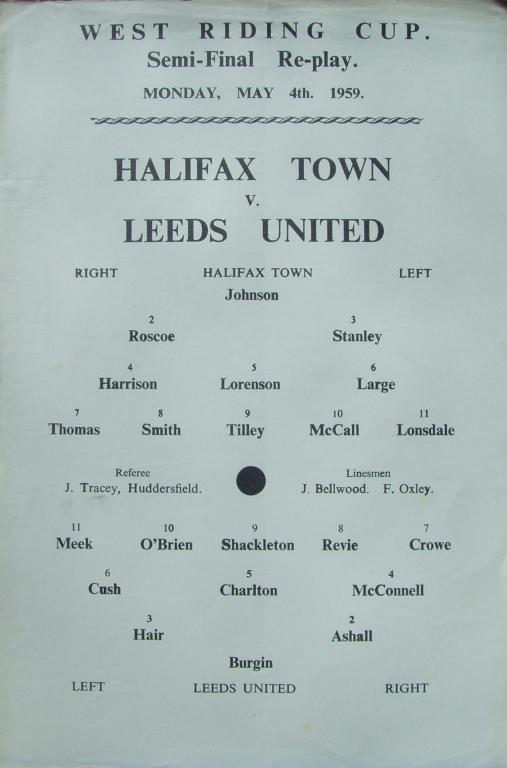 WEST RIDING CUP.
Semi-Final Re-play.
MONDAY, MAY 4th. 1959.
HALIFAX TOWN
v.
LEEDS UNITED
RIGHT HALIFAX TOWN LEFT
Johnson
2 3
Roscoe Stanley
4 5 6
Harrison Lorenson Large
7 8 9 10 11
Thomas Smith Tilley McCall Lonsdale
Referee Linesmen
J. Tracey, Huddersfield. J. Bellwood. F. Oxley.
11 10 9 8 7
Meek O'Brien Shackleton Revie Crowe
6 5 4
Cush Charlton McConnell
3 2
Hair Ashall
Burgin
LEFT LEEDS UNITED RIGHT